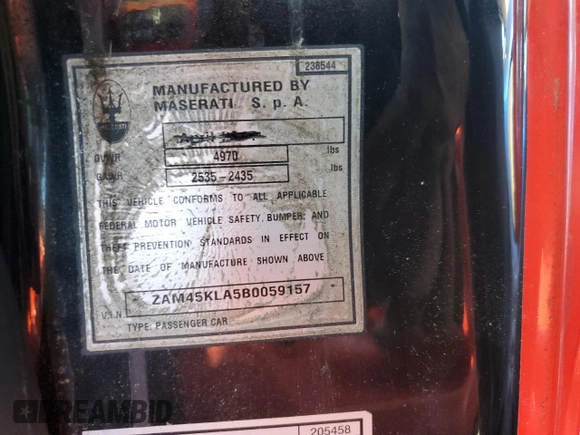 238544
MANUFACTURED BY
MASERATI S.p.A.
MASERATI
GVWR 4970 lbs
GAWR 2535-2435 lbs
THIS VEHICLE CONFORMS TO ALL APPLICABLE
FEDERAL MOTOR VEHICLE SAFETY, BUMPER, AND
THEFT PREVENTION STANDARDS IN EFFECT ON
THE DATE OF MANUFACTURE SHOWN ABOVE
V.I.N. ZAM45KLA5B0059157
TYPE: PASSENGER CAR
205458
DREAMBID